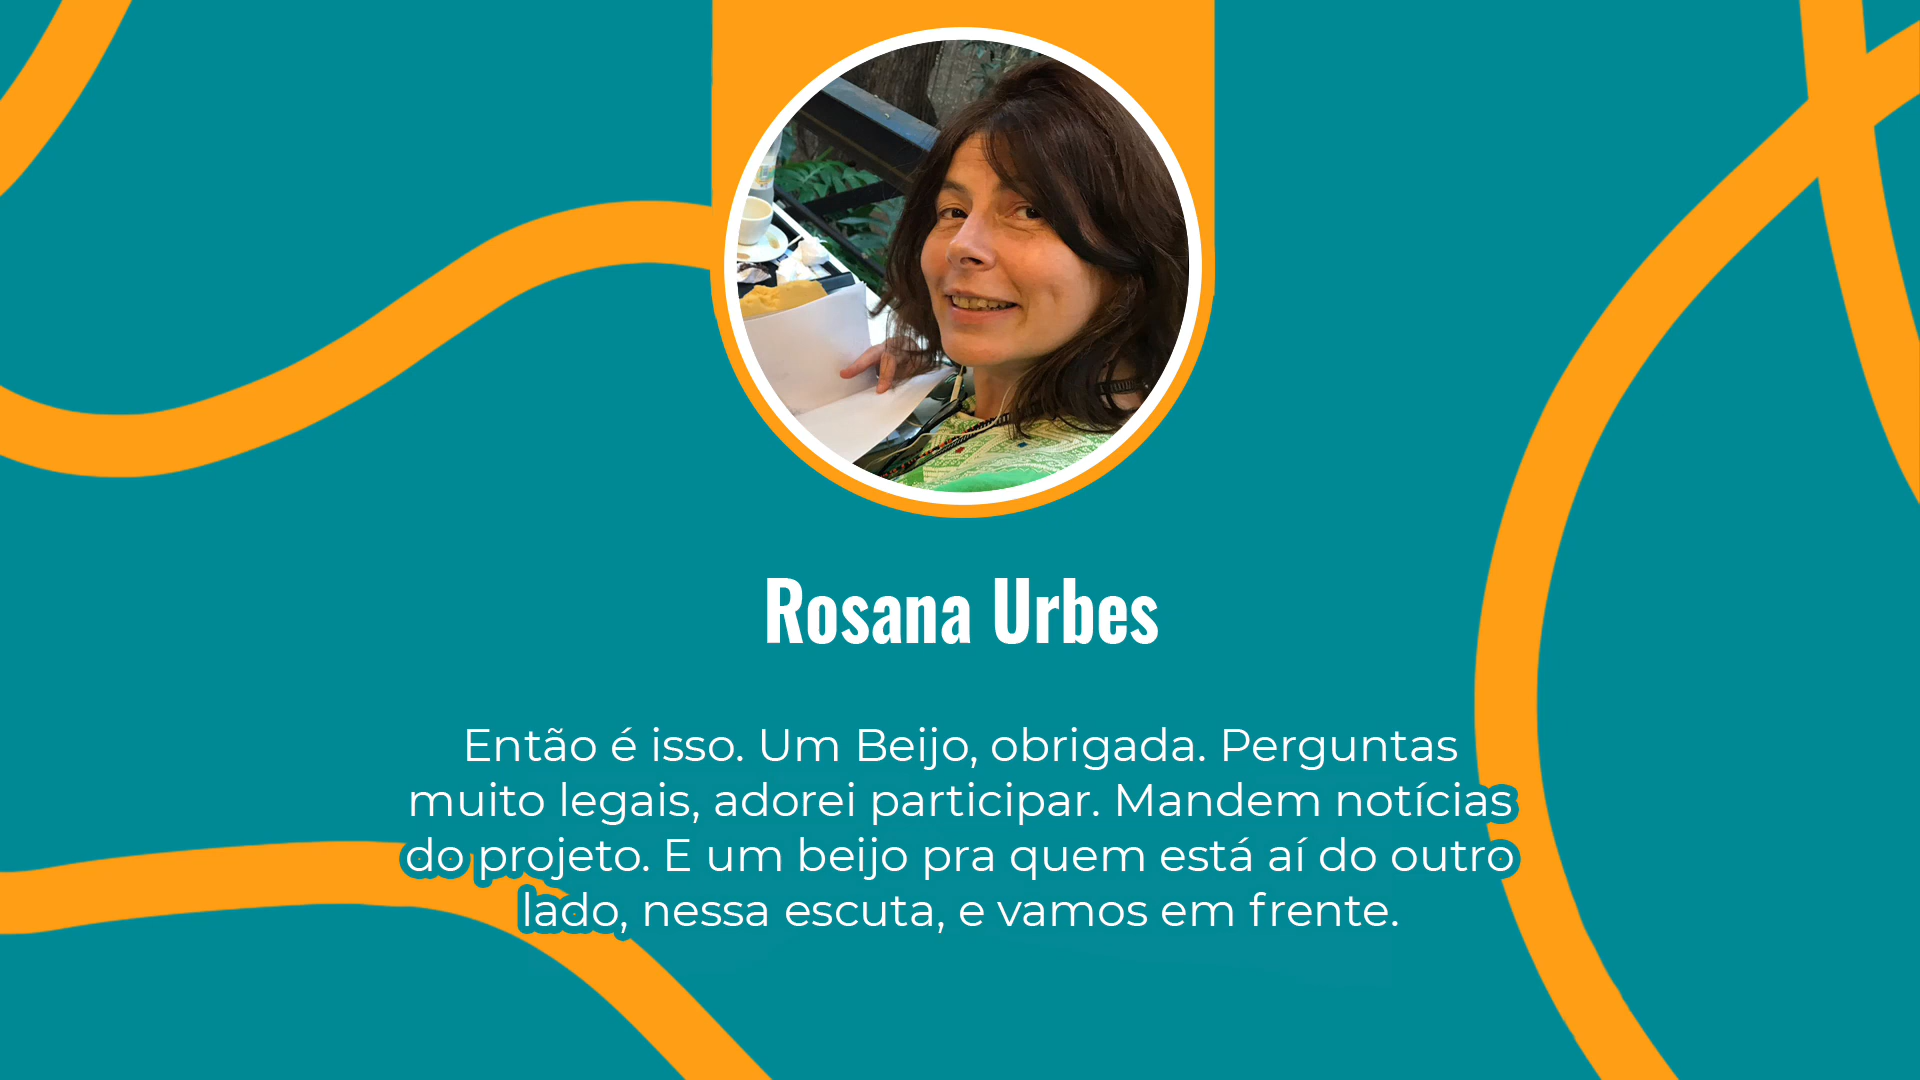 Rosana Urbes
Então é isso. Um Beijo, obrigada. Perguntas
muito legais, adorei participar. Mandem notícias
do projeto. E um beijo pra quem está aí do outro
lado, nessa escuta, e vamos em frente.